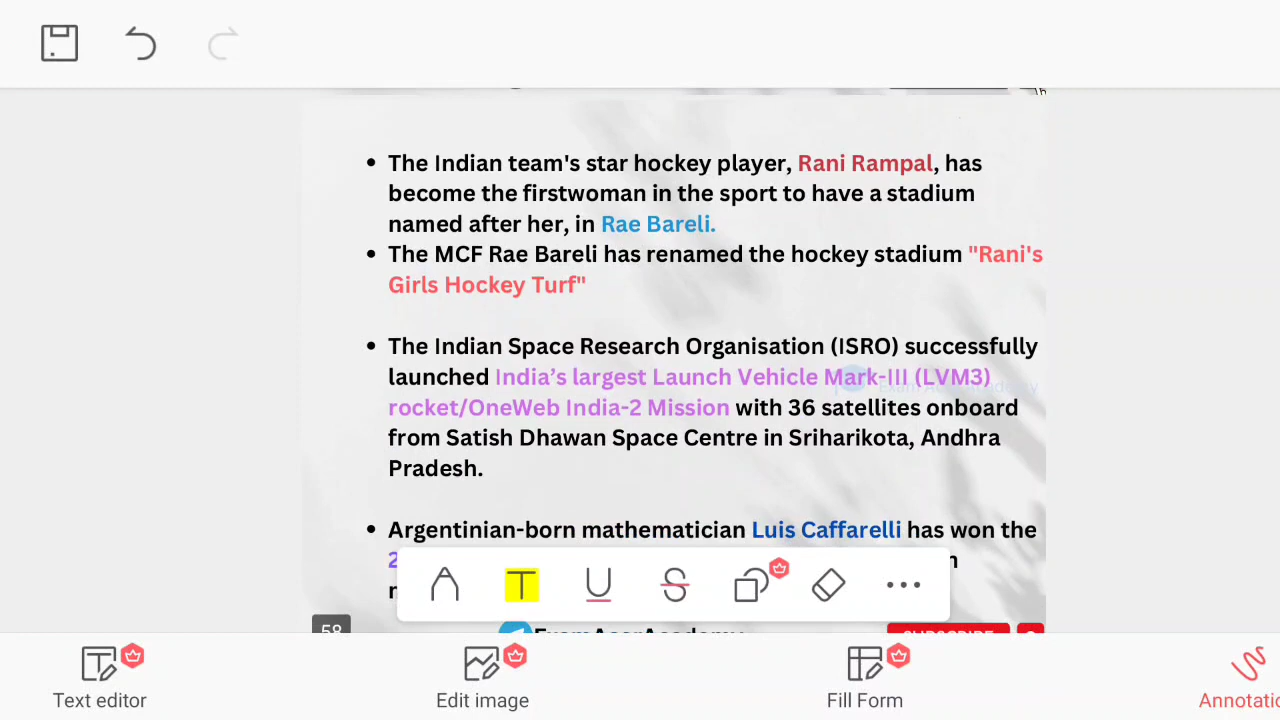 The Indian team's star hockey player, Rani Rampal, has
become the firstwoman in the sport to have a stadium
named after her, in Rae Bareli.
The MCF Rae Bareli has renamed the hockey stadium "Rani's
Girls Hockey Turf"
The Indian Space Research Organisation (ISRO) successfully
launched India’s largest Launch Vehicle Mark-III (LVM3)
rocket/OneWeb India-2 Mission with 36 satellites onboard
from Satish Dhawan Space Centre in Sriharikota, Andhra
Pradesh.
Argentinian-born mathematician Luis Caffarelli has won the
2
T U S
58
ExamAcerAcademy
SUBSCRIBE
Text editor
Edit image
Fill Form
Annotatio